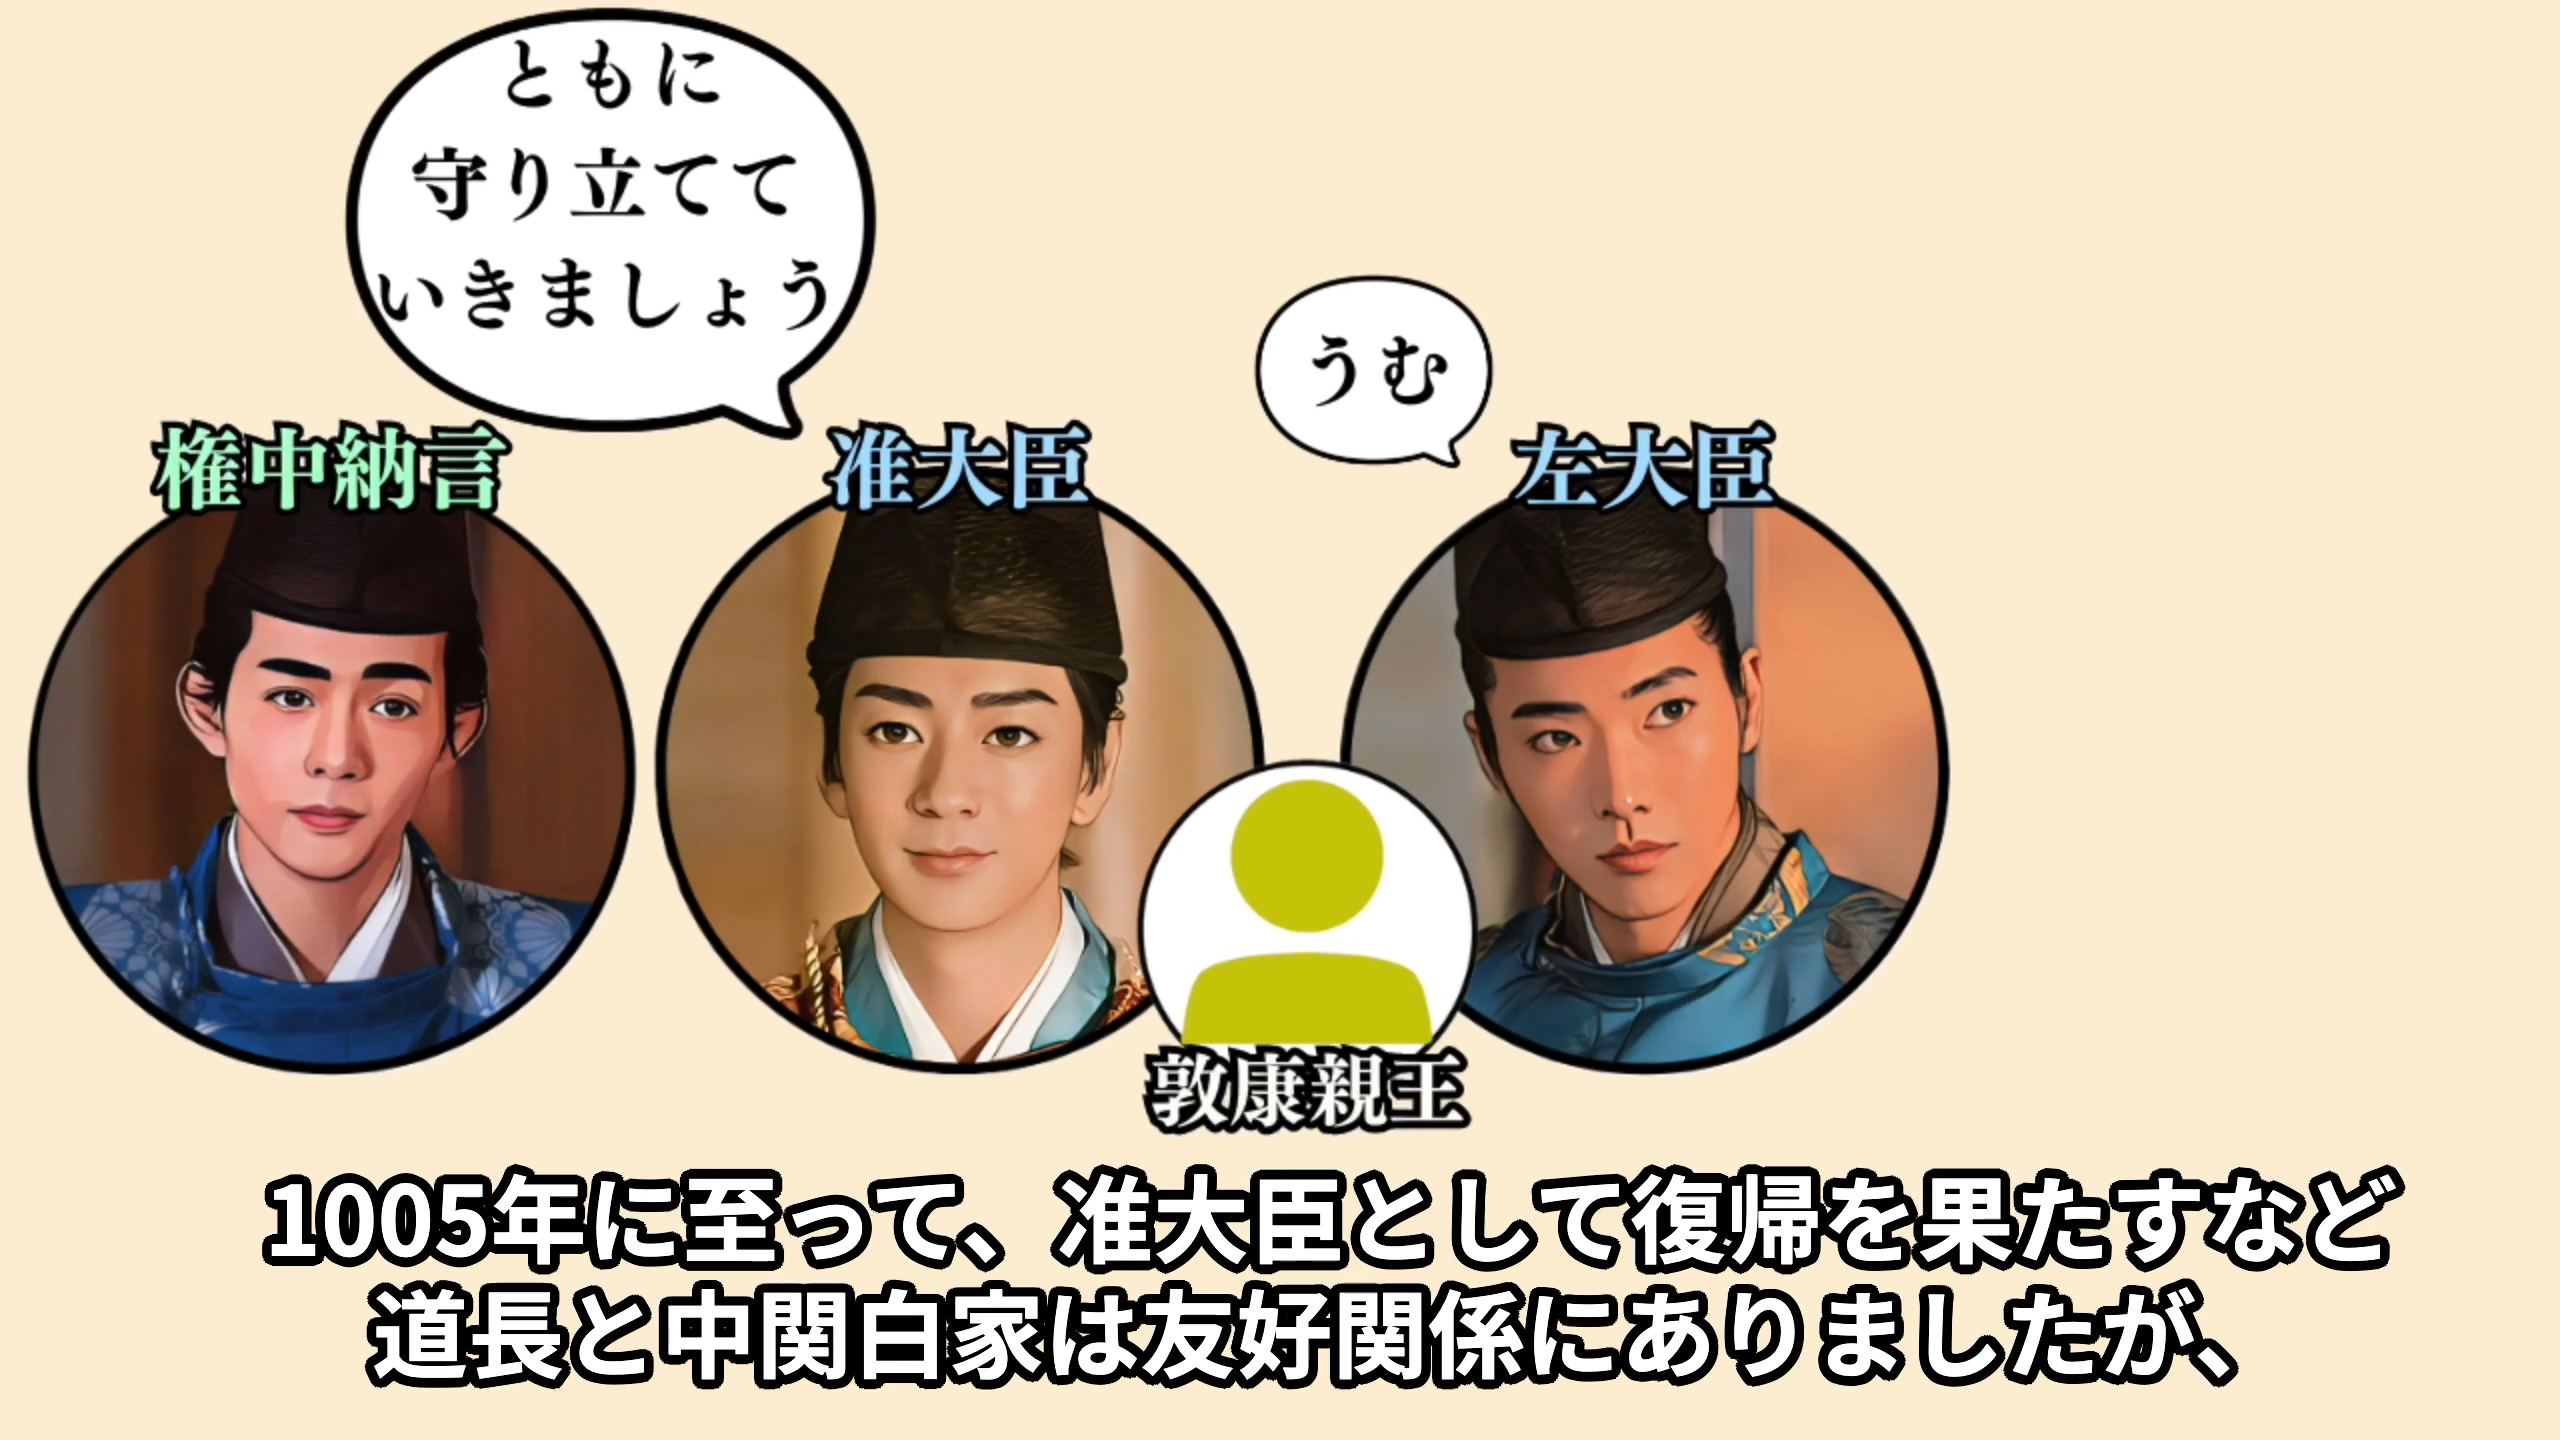 ともに
守り立てて
いきましょう
うむ
権中納言
准大臣
左大臣
敦康親王
1005年に至って、准大臣として復帰を果たすなど
道長と中関白家は友好関係にありましたが、